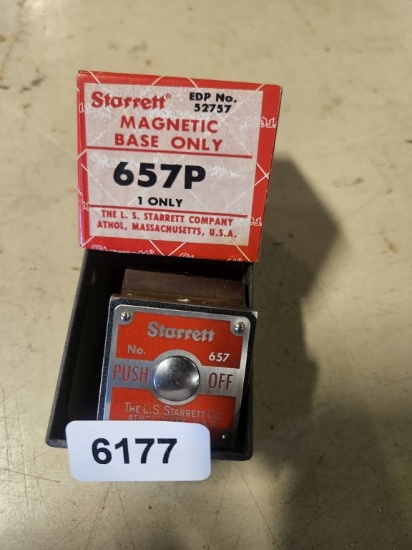 Starrett® EDP No.
52757
MAGNETIC
BASE ONLY
657P
1 ONLY
THE L. S. STARRETT COMPANY
ATHOL, MASSACHUSETTS, U.S.A.
Starrett
No. 657
PUSH OFF
THE L.S. STARRETT CO.
ATHOL
6177